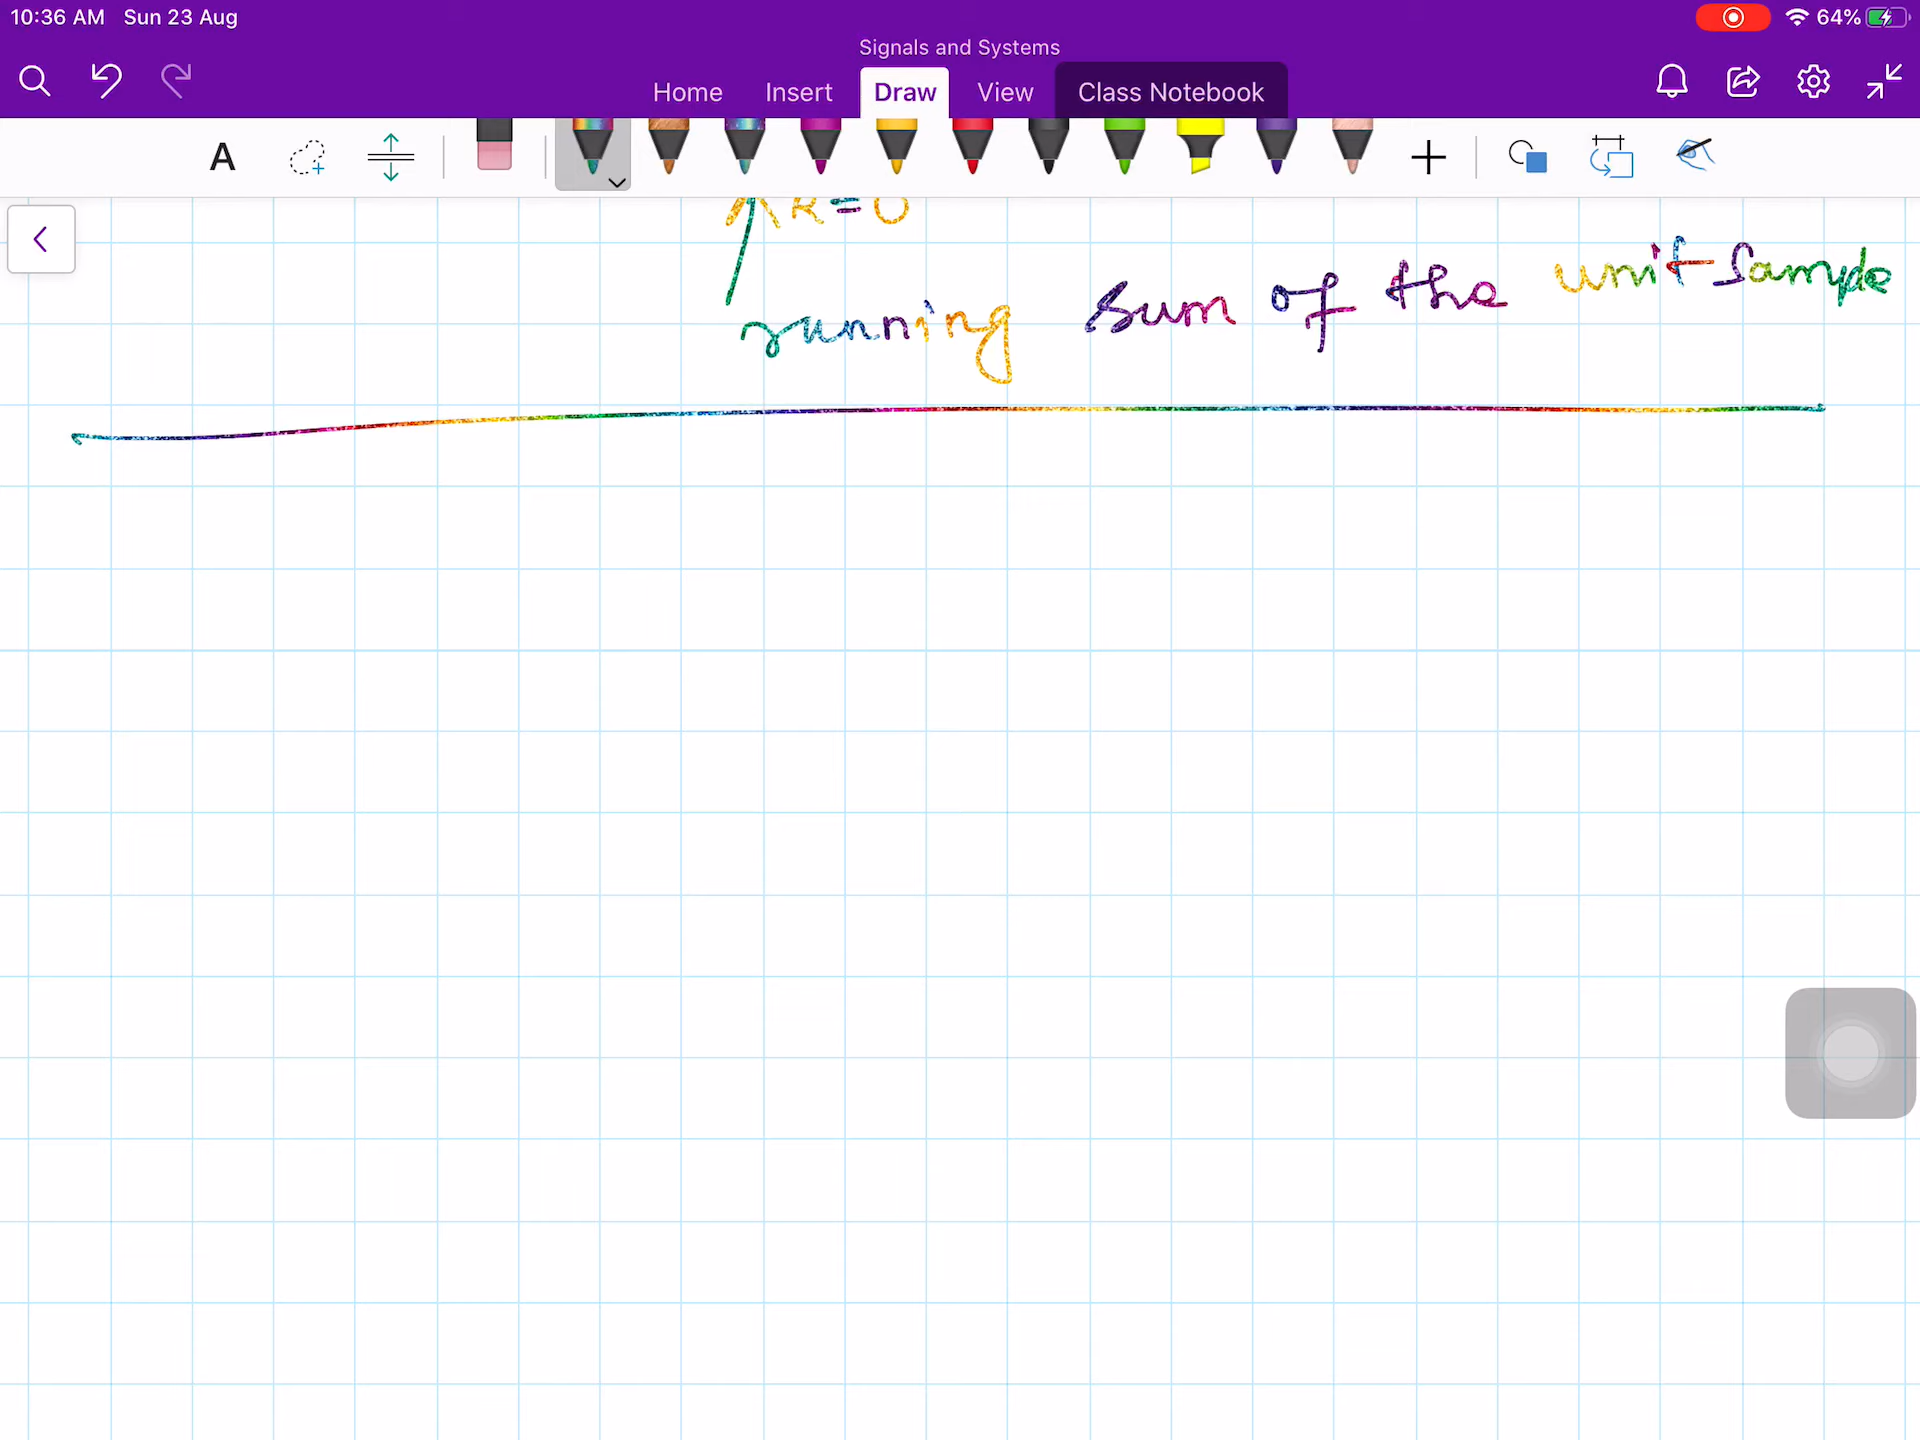 10:36 AM Sun 23 Aug
64%
Signals and Systems
Home Insert Draw View Class Notebook
A
k=0
running sum of the unit sample